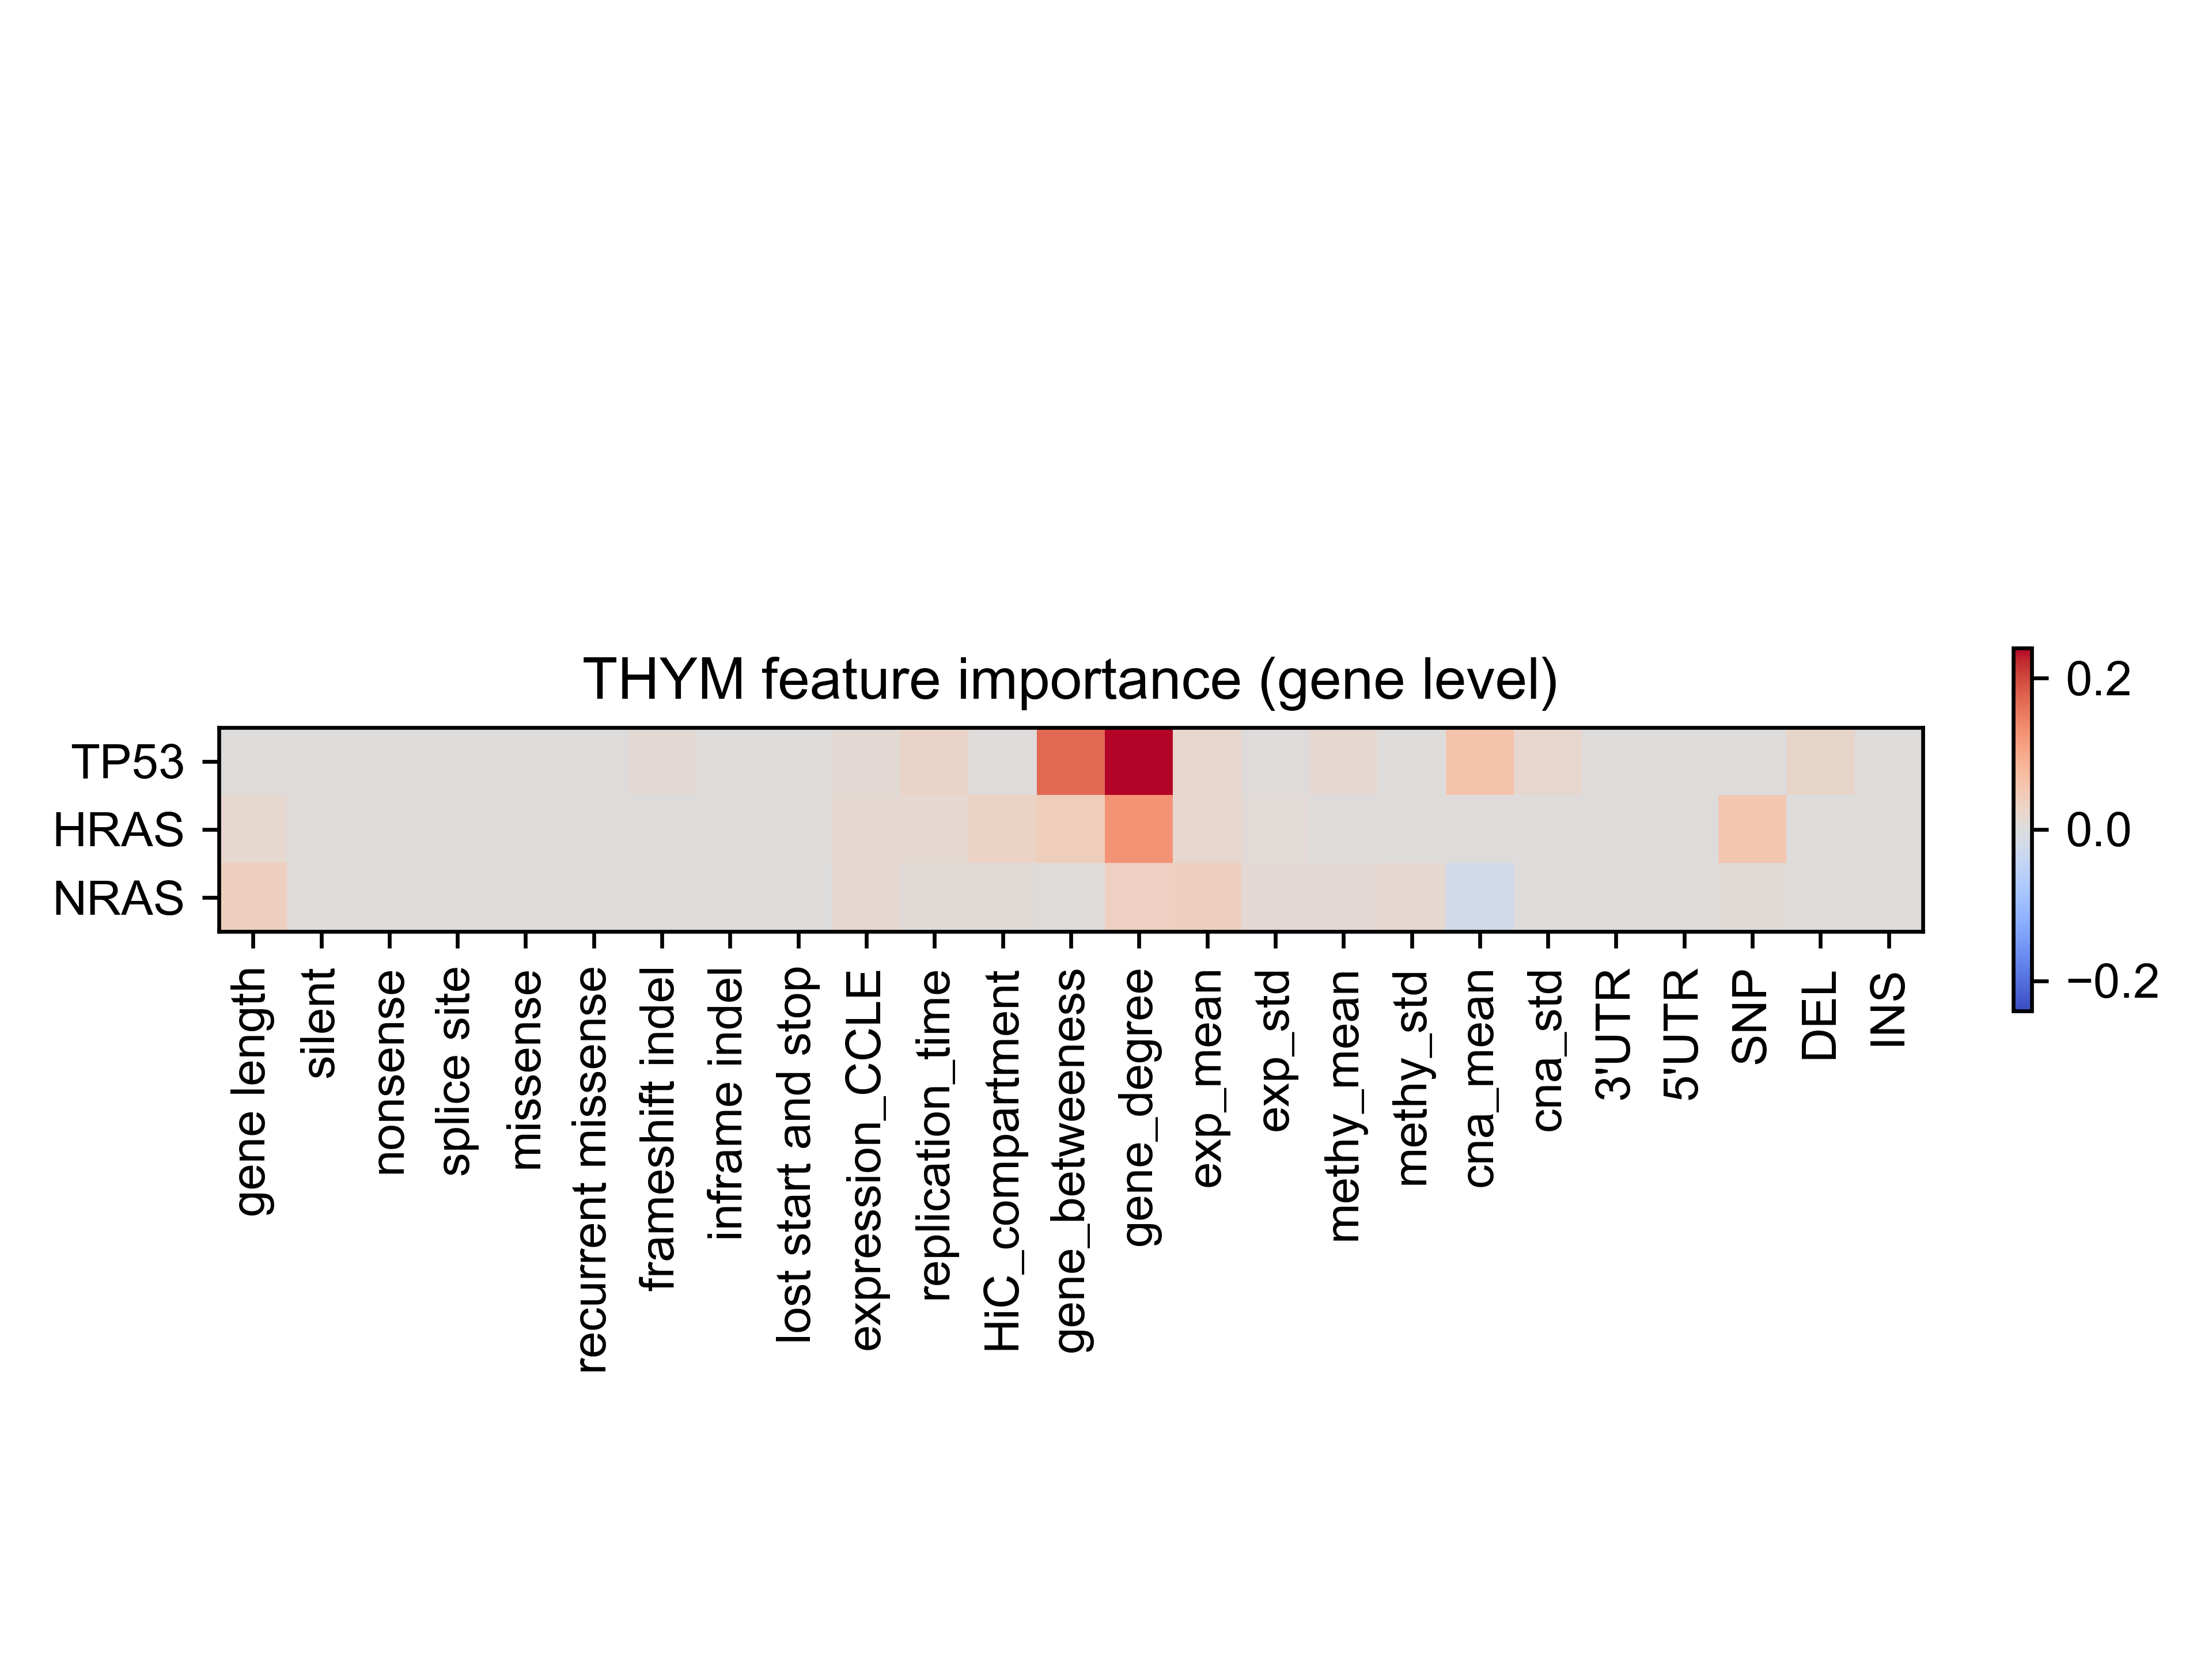 THYM feature importance (gene level)
TP53
HRAS
NRAS
gene length
silent
nonsense
splice site
missense
recurrent missense
frameshift indel
inframe indel
lost start and stop
expression_CCLE
replication_time
HiC_compartment
gene_betweeness
gene_degree
exp_mean
exp_std
methy_mean
methy_std
cna_mean
cna_std
3'UTR
5'UTR
SNP
DEL
INS
0.2
0.0
−0.2